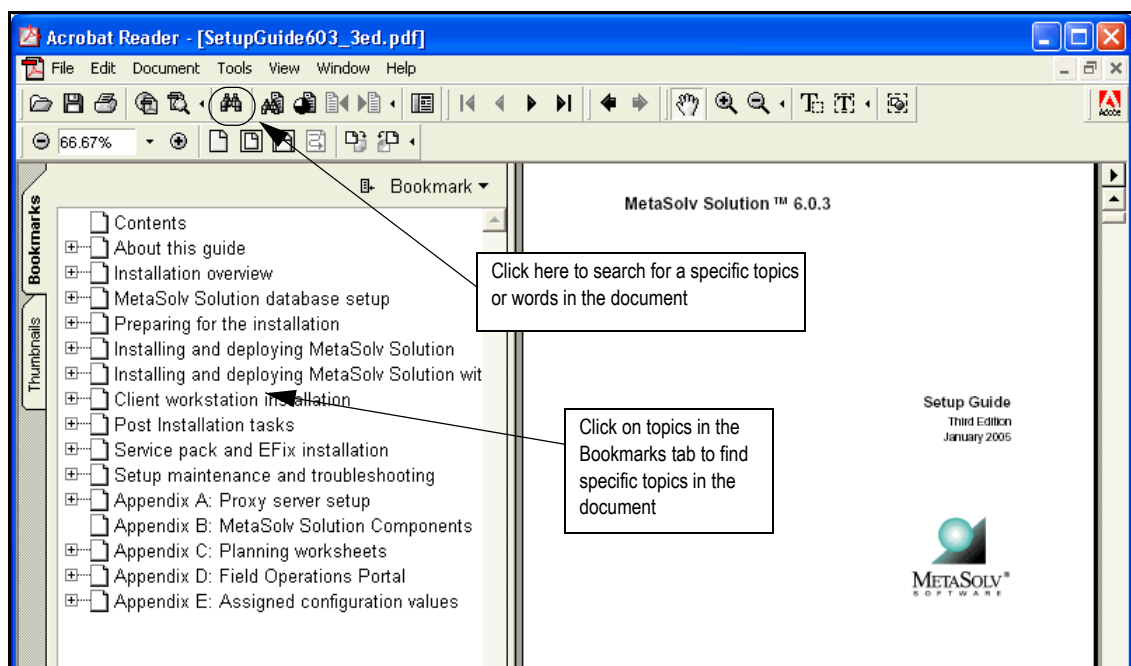 Acrobat Reader - [SetupGuide603_3ed.pdf]
File Edit Document Tools View Window Help
Adobe
66.67%
Bookmarks
Thumbnails
Bookmark
Contents
About this guide
Installation overview
MetaSolv Solution database setup
Preparing for the installation
Installing and deploying MetaSolv Solution
Installing and deploying MetaSolv Solution wit
Client workstation installation
Post Installation tasks
Service pack and EFix installation
Setup maintenance and troubleshooting
Appendix A: Proxy server setup
Appendix B: MetaSolv Solution Components
Appendix C: Planning worksheets
Appendix D: Field Operations Portal
Appendix E: Assigned configuration values
MetaSolv Solution ™ 6.0.3
Click here to search for a specific topics
or words in the document
Click on topics in the
Bookmarks tab to find
specific topics in the
document
Setup Guide
Third Edition
January 2005
METASOLV®
SOFTWARE